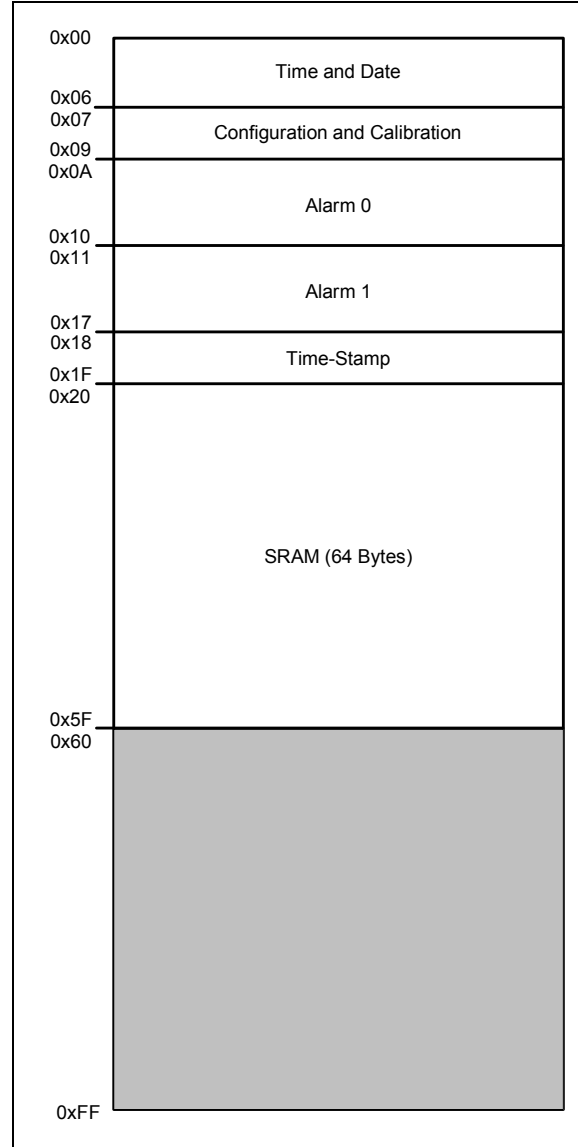 0x00
Time and Date
0x06
0x07
Configuration and Calibration
0x09
0x0A
Alarm 0
0x10
0x11
Alarm 1
0x17
0x18
Time-Stamp
0x1F
0x20
SRAM (64 Bytes)
0x5F
0x60
0xFF